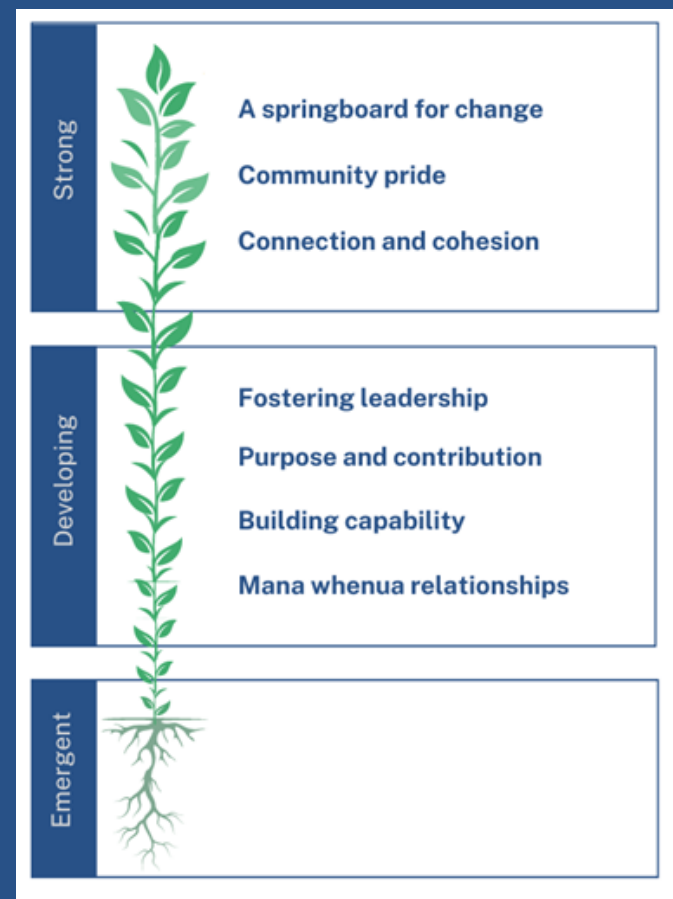 Strong
A springboard for change
Community pride
Connection and cohesion
Developing
Fostering leadership
Purpose and contribution
Building capability
Mana whenua relationships
Emergent